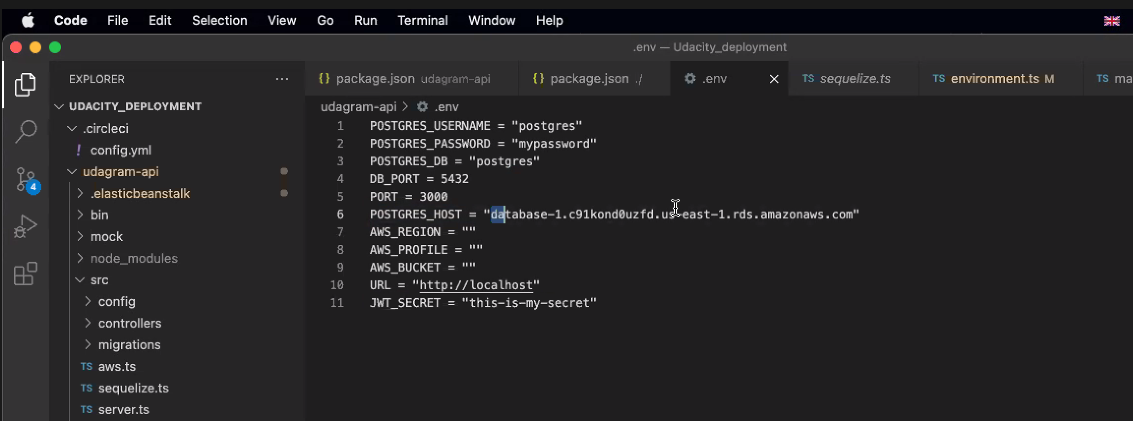 Code File Edit Selection View Go Run Terminal Window Help
.env — Udacity_deployment
EXPLORER ...
{} package.json udagram-api {} package.json ./ .env TS sequelize.ts TS environment.ts M TS ma
UDACITY_DEPLOYMENT
udagram-api > .env
.circleci
! config.yml
udagram-api
.elasticbeanstalk
bin
mock
node_modules
src
config
controllers
migrations
TS aws.ts
TS sequelize.ts
TS server.ts
4
1 POSTGRES_USERNAME = "postgres"
2 POSTGRES_PASSWORD = "mypassword"
3 POSTGRES_DB = "postgres"
4 DB_PORT = 5432
5 PORT = 3000
6 POSTGRES_HOST = "database-1.c91kond0uzfd.us-east-1.rds.amazonaws.com"
7 AWS_REGION = ""
8 AWS_PROFILE = ""
9 AWS_BUCKET = ""
10 URL = "http://localhost"
11 JWT_SECRET = "this-is-my-secret"